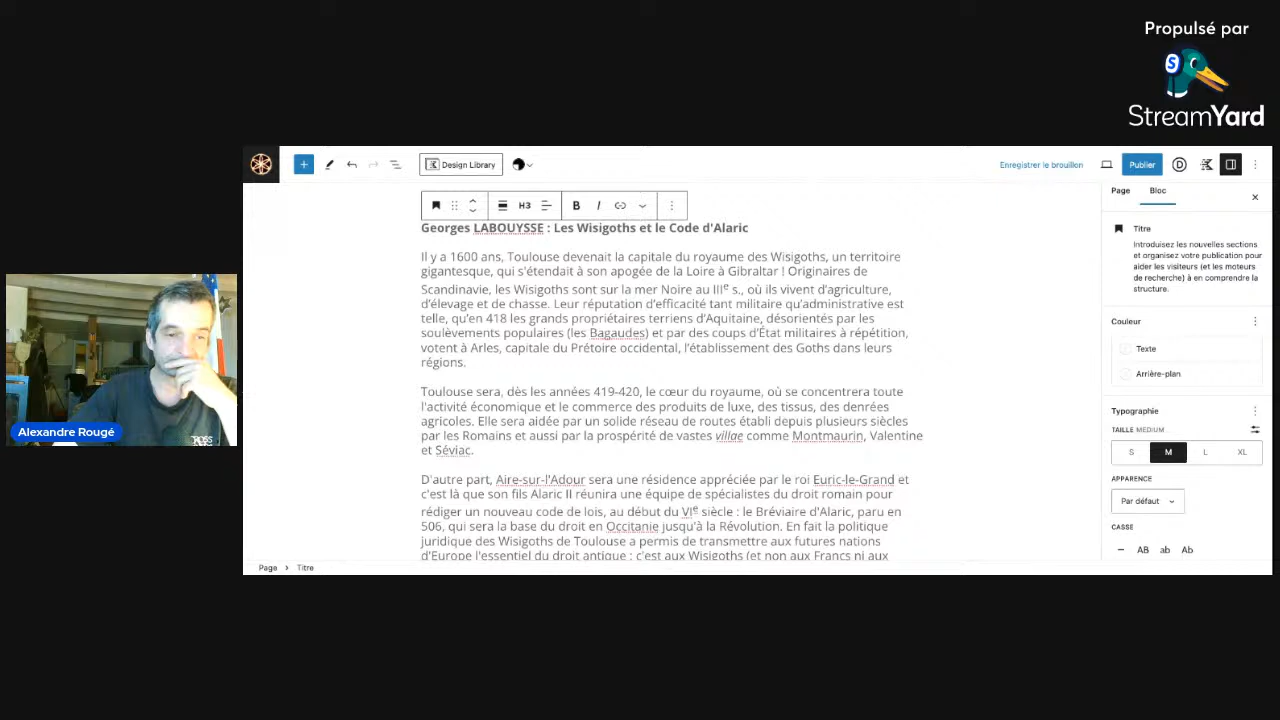 Propulsé par
StreamYard
Design Library
Enregistrer le brouillon
Publier
H3
B
I
Page
Bloc
Georges LABOUYSSE : Les Wisigoths et le Code d'Alaric
Il y a 1600 ans, Toulouse devenait la capitale du royaume des Wisigoths, un territoire
gigantesque, qui s'étendait à son apogée de la Loire à Gibraltar ! Originaires de
Scandinavie, les Wisigoths sont sur la mer Noire au IIIe s., où ils vivent d'agriculture,
d'élevage et de chasse. Leur réputation d'efficacité tant militaire qu'administrative est
telle, qu'en 418 les grands propriétaires terriens d'Aquitaine, désorientés par les
soulèvements populaires (les Bagaudes) et par des coups d'État militaires à répétition,
votent à Arles, capitale du Prétoire occidental, l'établissement des Goths dans leurs
régions.
Toulouse sera, dès les années 419-420, le cœur du royaume, où se concentrera toute
l'activité économique et le commerce des produits de luxe, des tissus, des denrées
agricoles. Elle sera aidée par un solide réseau de routes établi depuis plusieurs siècles
par les Romains et aussi par la prospérité de vastes villae comme Montmaurin, Valentine
et Séviac.
D'autre part, Aire-sur-l'Adour sera une résidence appréciée par le roi Euric-le-Grand et
c'est là que son fils Alaric II réunira une équipe de spécialistes du droit romain pour
rédiger un nouveau code de lois, au début du VIe siècle : le Bréviaire d'Alaric, paru en
506, qui sera la base du droit en Occitanie jusqu'à la Révolution. En fait la politique
juridique des Wisigoths de Toulouse a permis de transmettre aux futures nations
d'Europe l'essentiel du droit antique : c'est aux Wisigoths (et non aux Francs ni aux
Titre
Introduisez les nouvelles sections
et organisez votre publication pour
aider les visiteurs (et les moteurs
de recherche) à en comprendre la
structure.
Couleur
Texte
Arrière-plan
Typographie
TAILLE MEDIUM
S M L XL
APPARENCE
Par défaut
CASSE
– AB ab Ab
Page > Titre
Alexandre Rougé